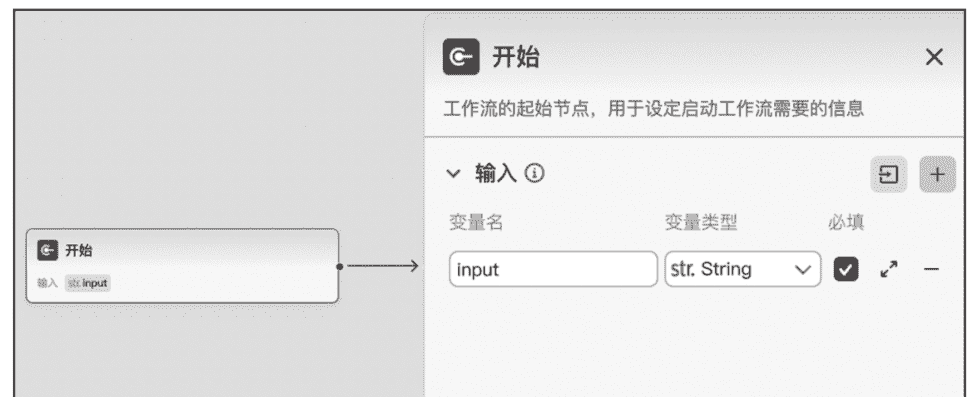 开始
输入 str. input
开始
工作流的起始节点，用于设定启动工作流需要的信息
输入
变量名 变量类型 必填
input str. String